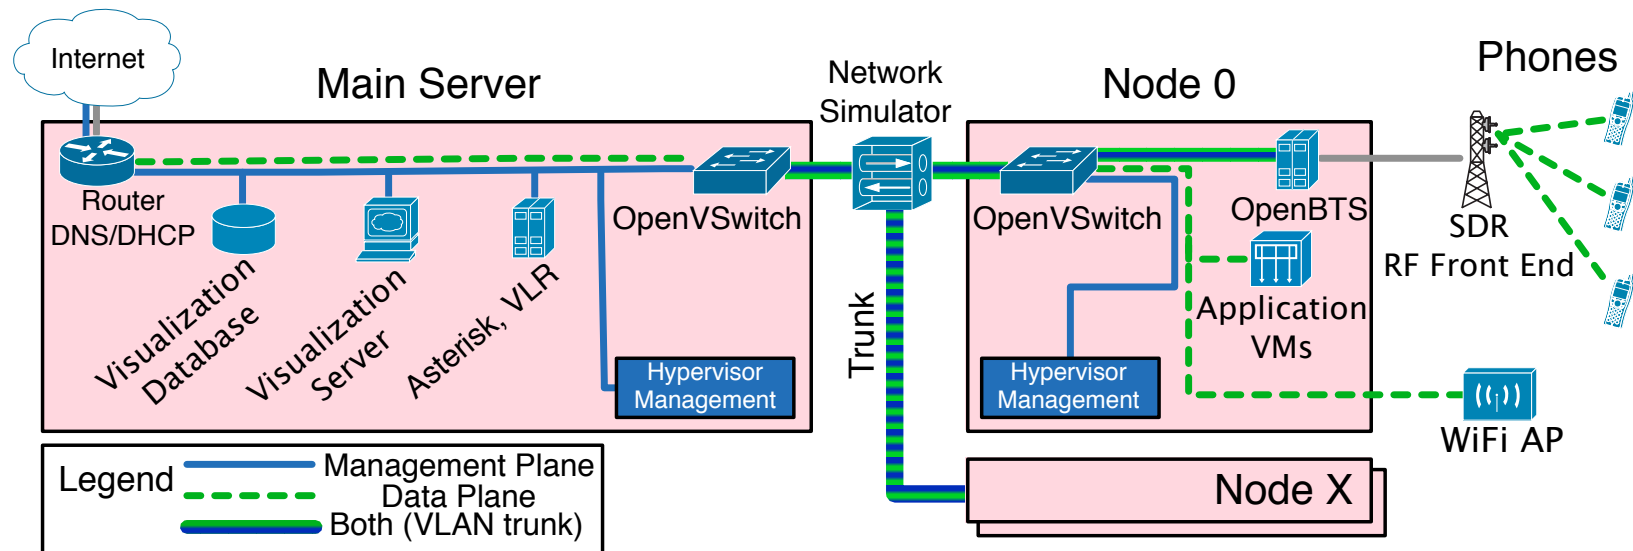 Internet
Main Server
Network
Simulator
Node 0
Phones
Router
DNS/DHCP
OpenVSwitch
OpenVSwitch
OpenBTS
SDR
RF Front End
Visualization
Database
Visualization
Server
Asterisk, VLR
Hypervisor
Management
Trunk
Hypervisor
Management
Application
VMs
WiFi AP
Legend
Management Plane
Data Plane
Both (VLAN trunk)
Node X